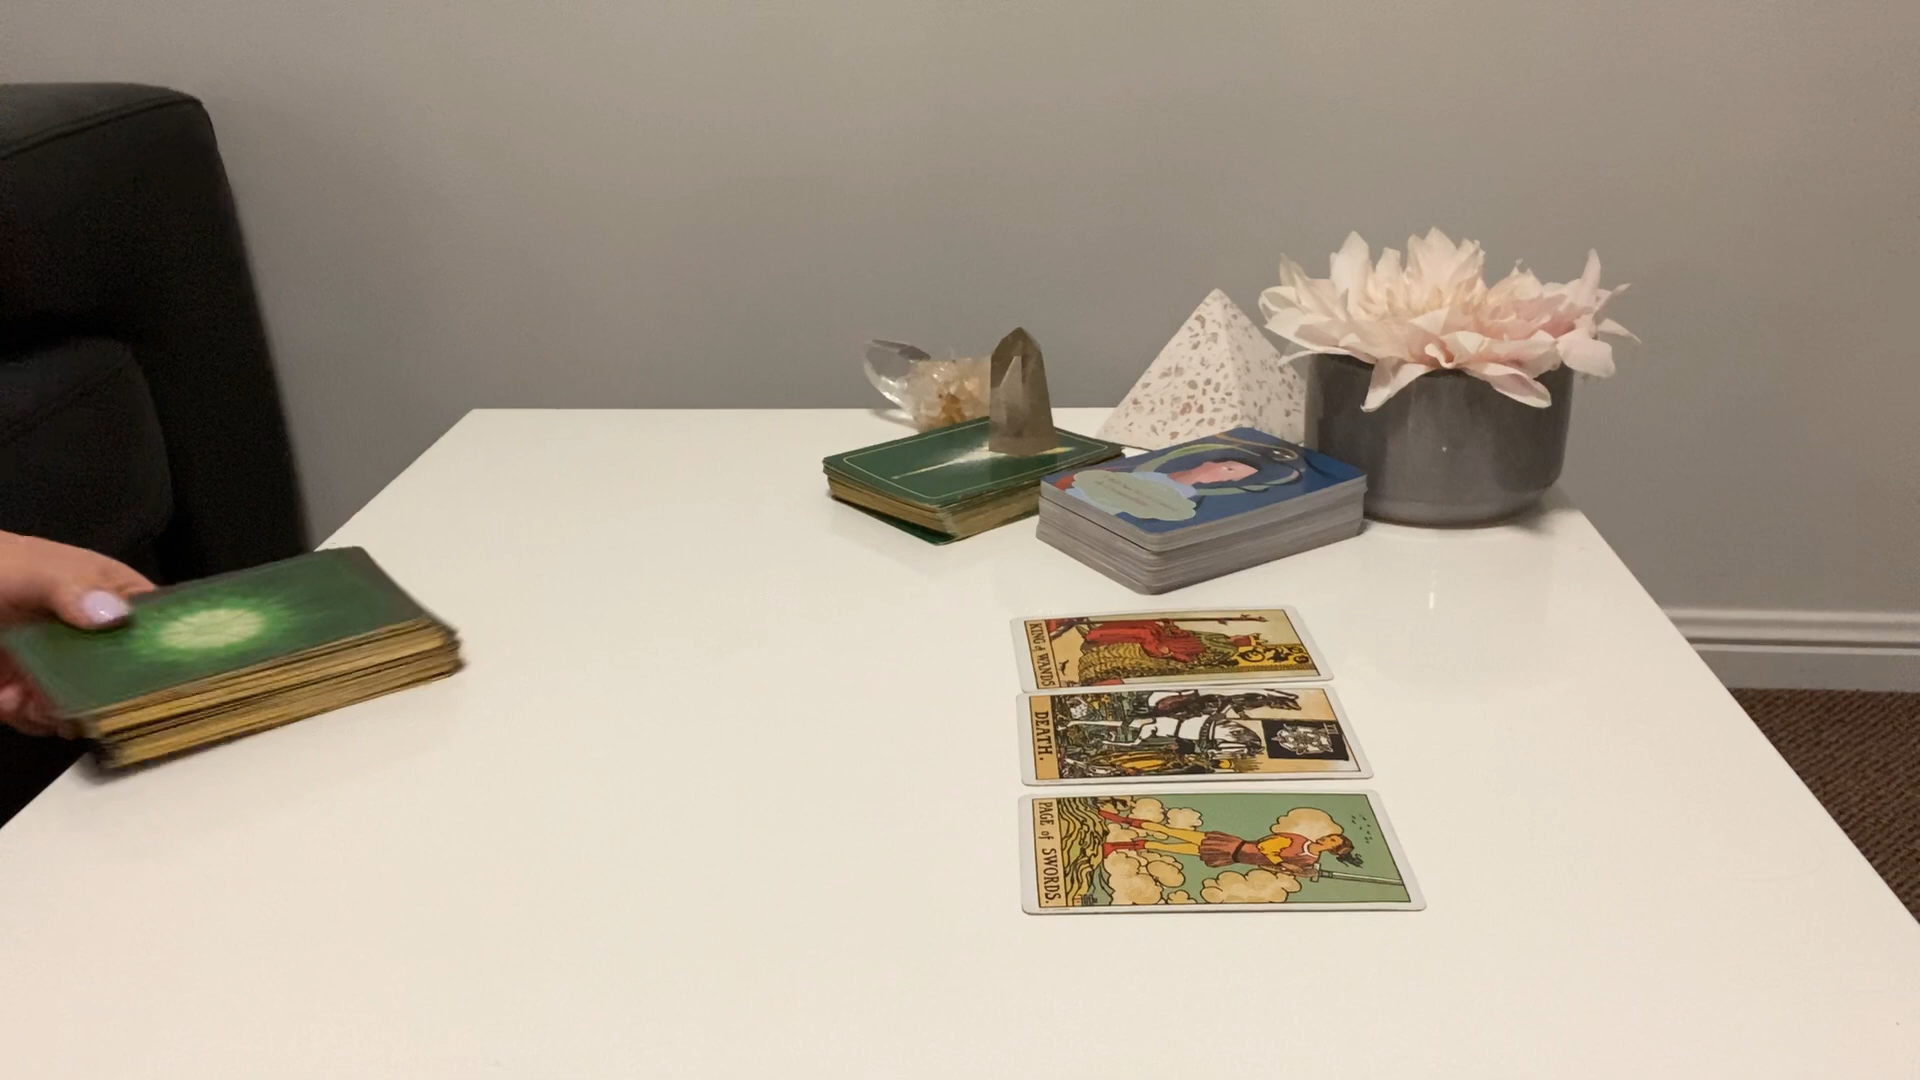 KING of WANDS
DEATH.
PAGE of SWORDS.